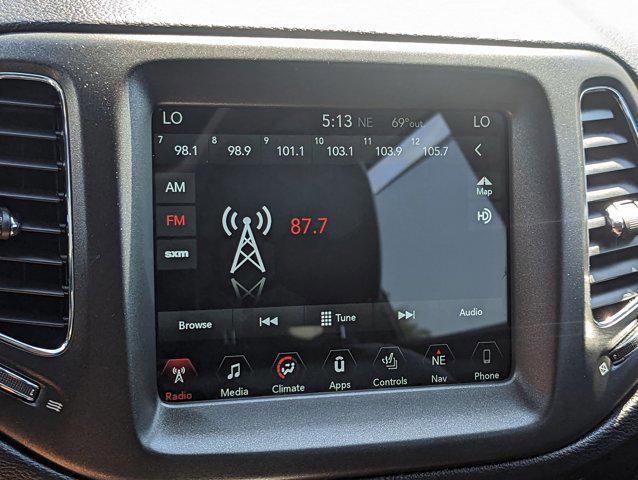 LO 5:13 NE 69°out LO
7 98.1 8 98.9 9 101.1 10 103.1 11 103.9 12 105.7
AM
Map
FM 87.7 HD
sxm
Browse Tune Audio
NE
Radio Media Climate Apps Controls Nav Phone